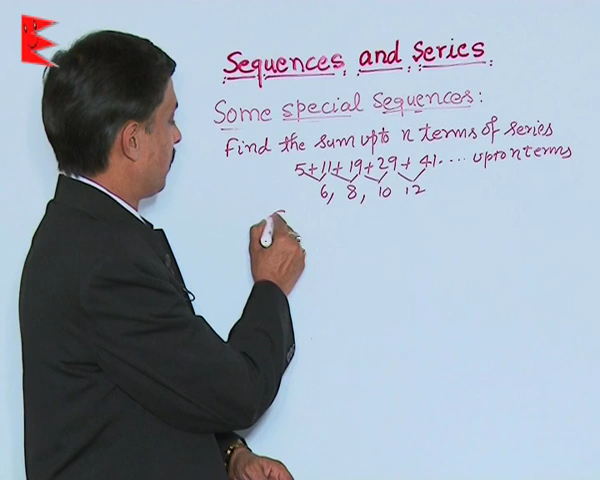 Sequences and Series
Some special Sequences:
Find the sum upto n terms of series
5+11+19+29+41.... upto n terms
6, 8, 10 12